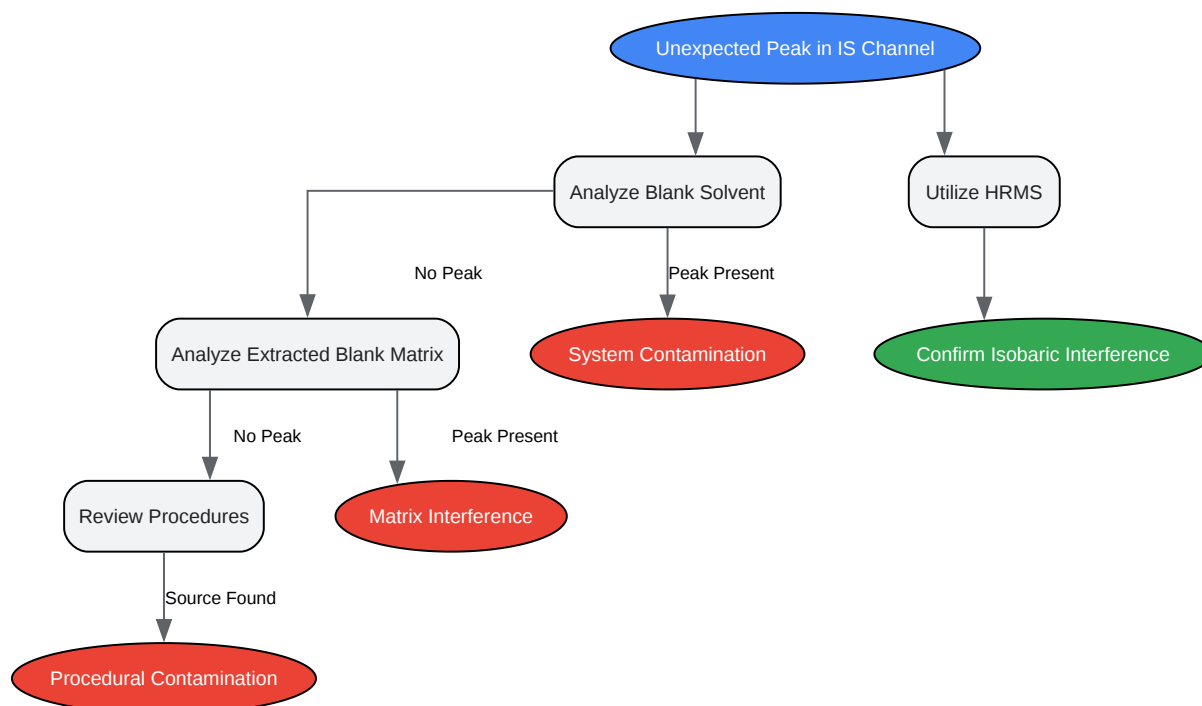 Unexpected Peak in IS Channel
Analyze Blank Solvent
Utilize HRMS
No Peak
Peak Present
Analyze Extracted Blank Matrix
System Contamination
Confirm Isobaric Interference
No Peak
Peak Present
Review Procedures
Matrix Interference
Source Found
Procedural Contamination